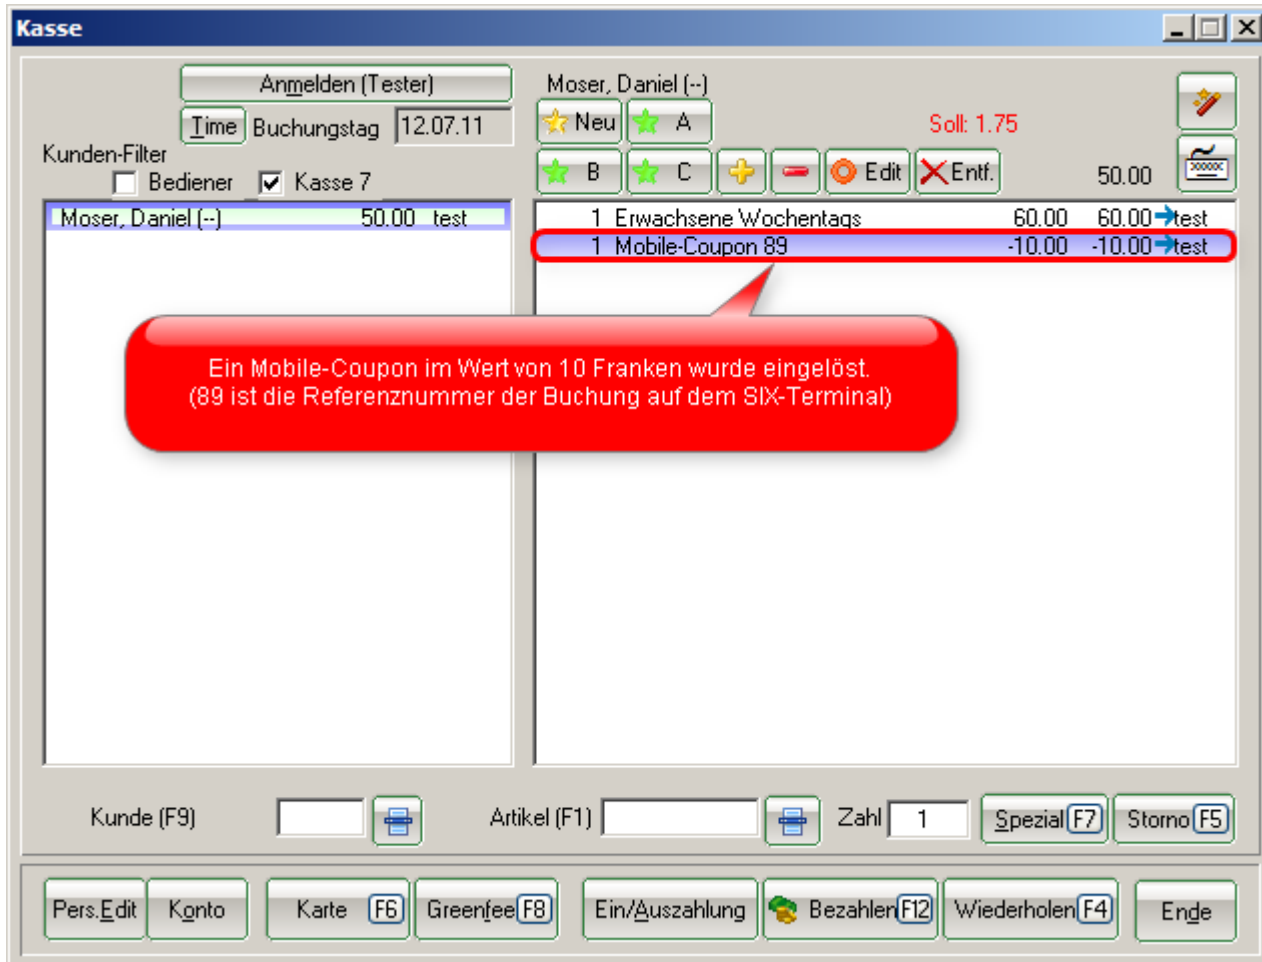 Kasse
Anmelden (Tester)
Time Buchungstag 12.07.11
Kunden-Filter
Bediener Kasse 7
Moser, Daniel (--) 50.00 test
Moser, Daniel (--)
Neu A Soll: 1.75
B C Edit Entf. 50.00
1 Erwachsene Wochentags 60.00 60.00 test
1 Mobile-Coupon 89 -10.00 -10.00 test
Ein Mobile-Coupon im Wert von 10 Franken wurde eingelöst.
(89 ist die Referenznummer der Buchung auf dem SIX-Terminal)
Kunde (F9) Artikel (F1) Zahl 1 Spezial F7 Storno F5
Pers.Edit Konto Karte F6 Greenfee F8 Ein/Auszahlung Bezahlen F12 Wiederholen F4 Ende